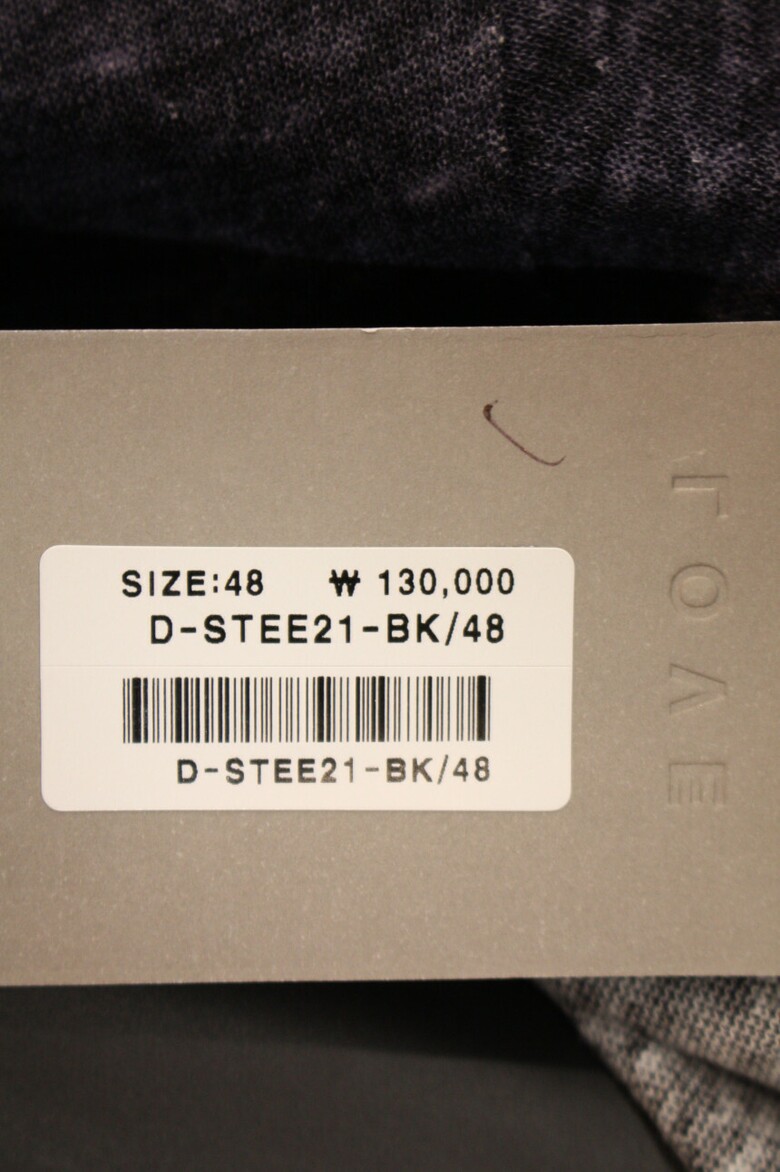 SIZE:48 ₩ 130,000
D-STEE21-BK/48
D-STEE21-BK/48